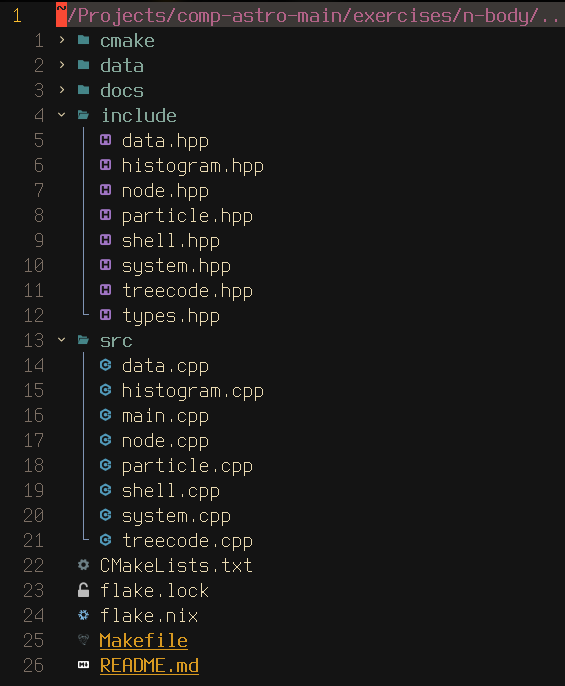 1 ~/Projects/comp-astro-main/exercises/n-body/..
1 cmake
2 data
3 docs
4 include
5 data.hpp
6 histogram.hpp
7 node.hpp
8 particle.hpp
9 shell.hpp
10 system.hpp
11 treecode.hpp
12 types.hpp
13 src
14 data.cpp
15 histogram.cpp
16 main.cpp
17 node.cpp
18 particle.cpp
19 shell.cpp
20 system.cpp
21 treecode.cpp
22 CMakeLists.txt
23 flake.lock
24 flake.nix
25 Makefile
26 README.md